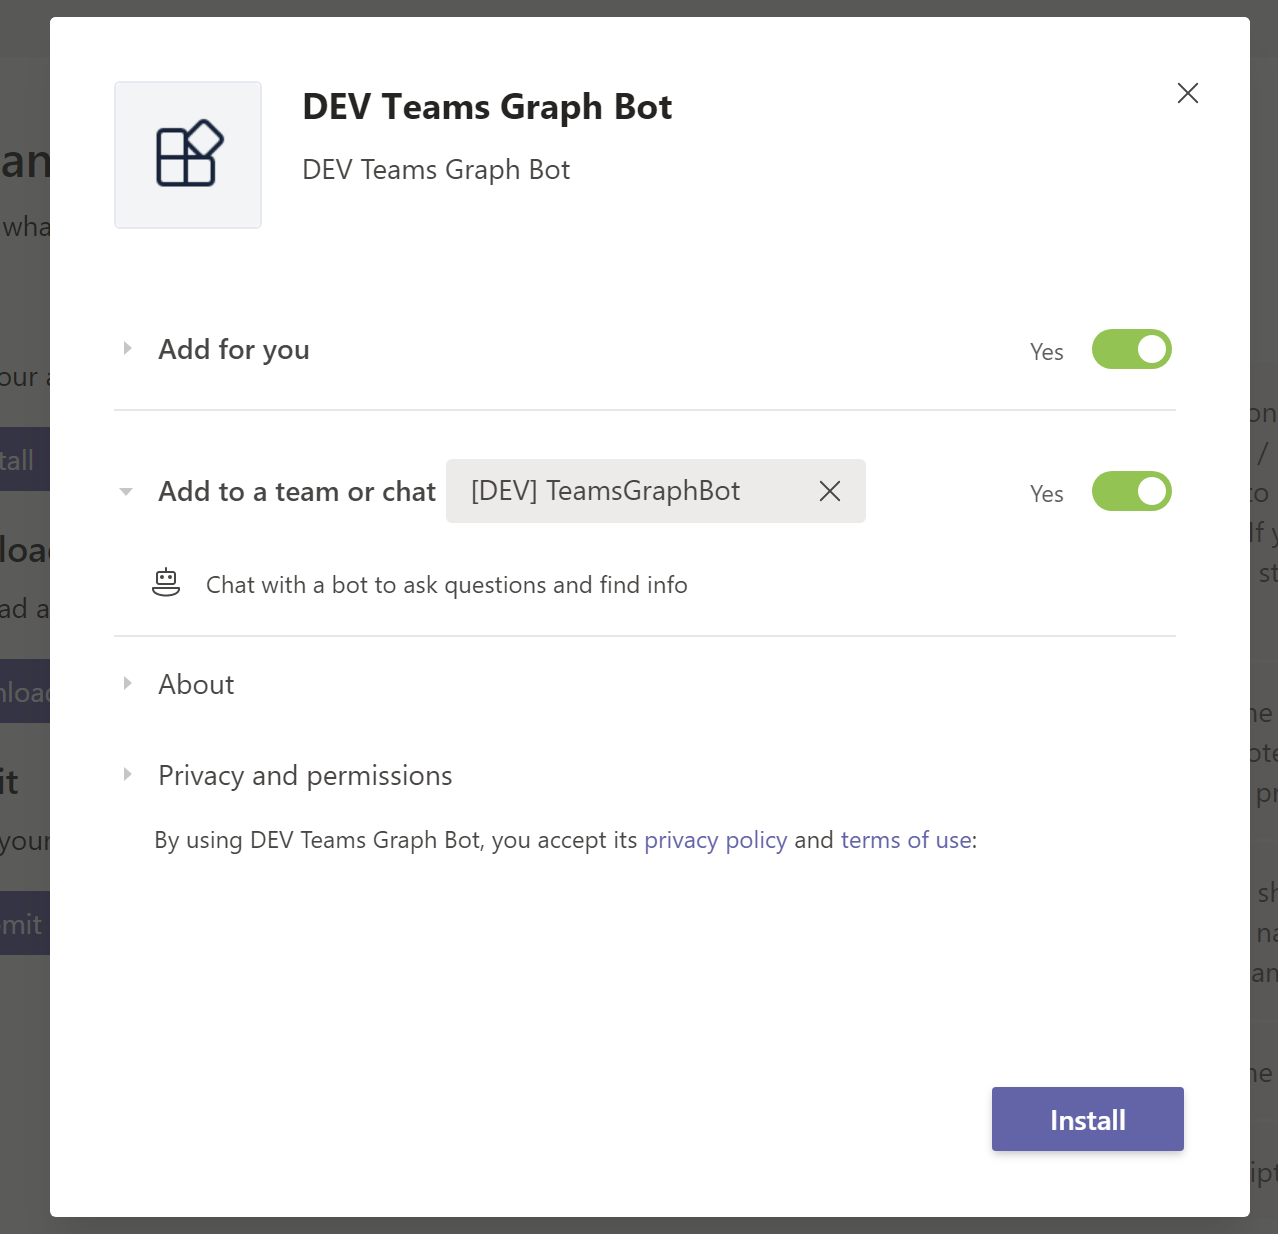 DEV Teams Graph Bot
DEV Teams Graph Bot
Add for you Yes
Add to a team or chat [DEV] TeamsGraphBot Yes
Chat with a bot to ask questions and find info
About
Privacy and permissions
By using DEV Teams Graph Bot, you accept its privacy policy and terms of use:
Install